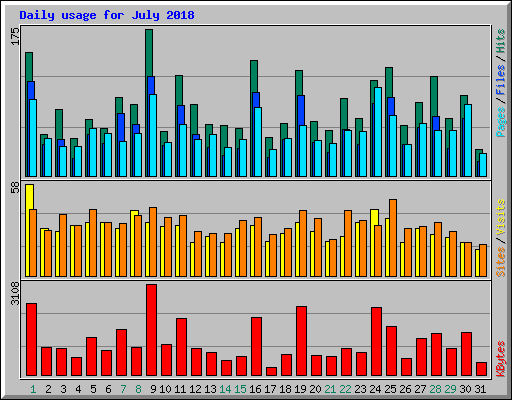 Daily usage for July 2018
175
Pages / Files / Hits
58
Sites / Visits
3108
KBytes
1 2 3 4 5 6 7 8 9 10 11 12 13 14 15 16 17 18 19 20 21 22 23 24 25 26 27 28 29 30 31